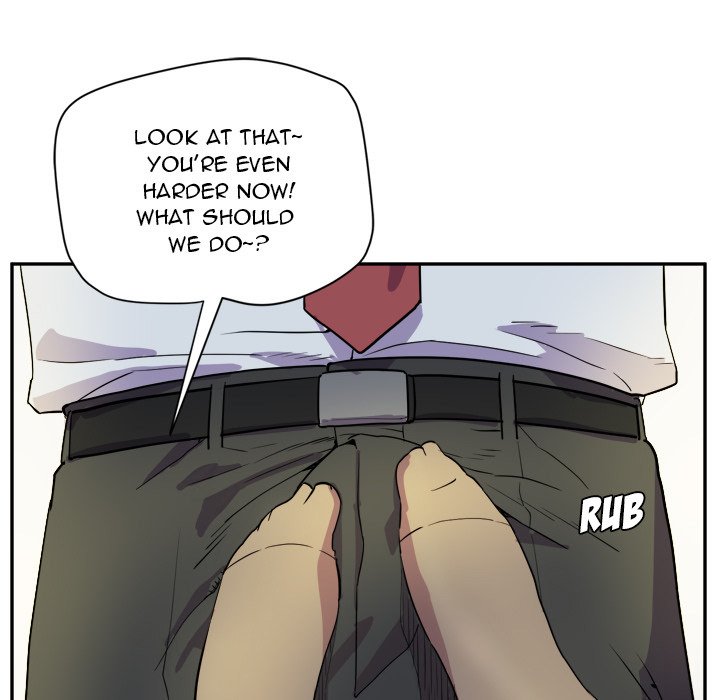 LOOK AT THAT~
YOU'RE EVEN
HARDER NOW!
WHAT SHOULD
WE DO~?
RUB